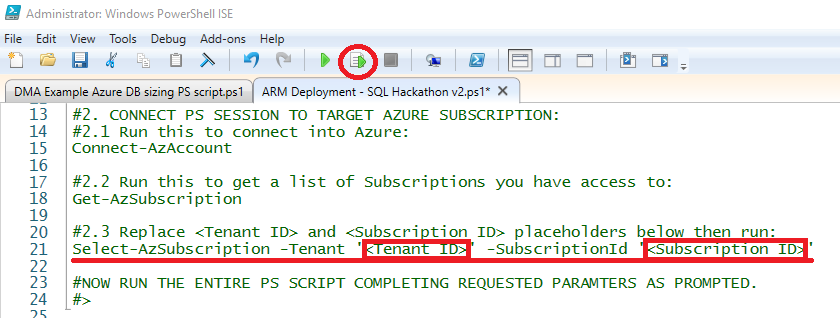 Administrator: Windows PowerShell ISE
File Edit View Tools Debug Add-ons Help
DMA Example Azure DB sizing PS script.ps1 ARM Deployment - SQL Hackathon v2.ps1* X
13 #2. CONNECT PS SESSION TO TARGET AZURE SUBSCRIPTION:
14 #2.1 Run this to connect into Azure:
15 Connect-AzAccount
16
17 #2.2 Run this to get a list of Subscriptions you have access to:
18 Get-AzSubscription
19
20 #2.3 Replace <Tenant ID> and <Subscription ID> placeholders below then run:
21 Select-AzSubscription -Tenant '<Tenant ID>' -SubscriptionId '<Subscription ID>'
22
23 #NOW RUN THE ENTIRE PS SCRIPT COMPLETING REQUESTED PARAMTERS AS PROMPTED.
24 #>
25